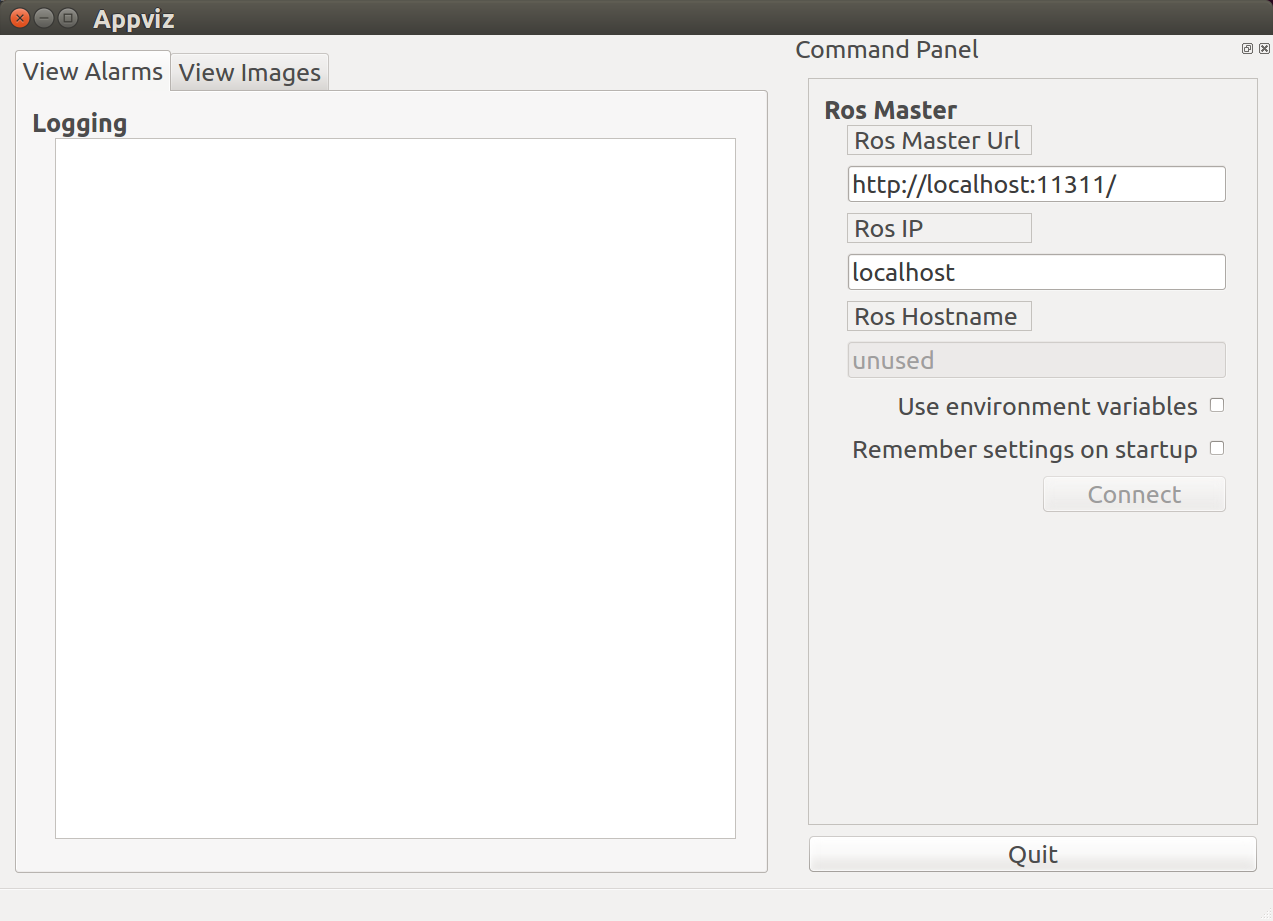 Appviz
View Alarms
View Images
Logging
Command Panel
Ros Master
Ros Master Url
http://localhost:11311/
Ros IP
localhost
Ros Hostname
unused
Use environment variables
Remember settings on startup
Connect
Quit